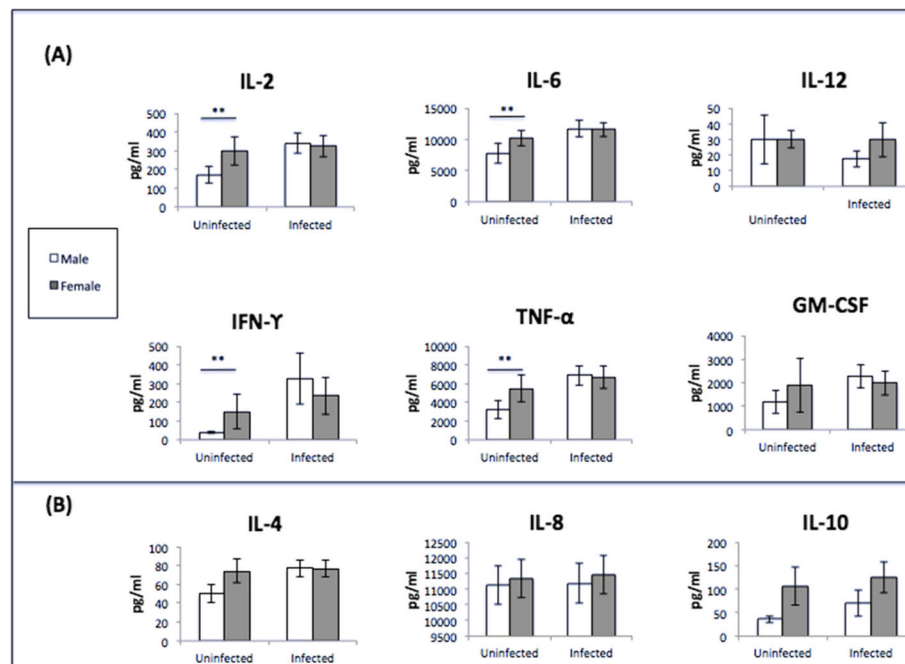 (A)
IL-2
**
500
400
300
200
100
0
pg/ml
Uninfected Infected
IL-6
**
15000
10000
5000
0
pg/ml
Uninfected Infected
IL-12
50
40
30
20
10
0
pg/ml
Uninfected Infected
Male
Female
IFN-ϒ
**
500
400
300
200
100
0
pg/ml
Uninfected Infected
TNF-α
**
10000
8000
6000
4000
2000
0
pg/ml
Uninfected Infected
GM-CSF
4000
3000
2000
1000
0
pg/ml
Uninfected Infected
(B)
IL-4
100
80
60
40
20
0
pg/ml
Uninfected Infected
IL-8
12500
12000
11500
11000
10500
10000
9500
pg/ml
Uninfected Infected
IL-10
200
150
100
50
0
pg/ml
Uninfected Infected